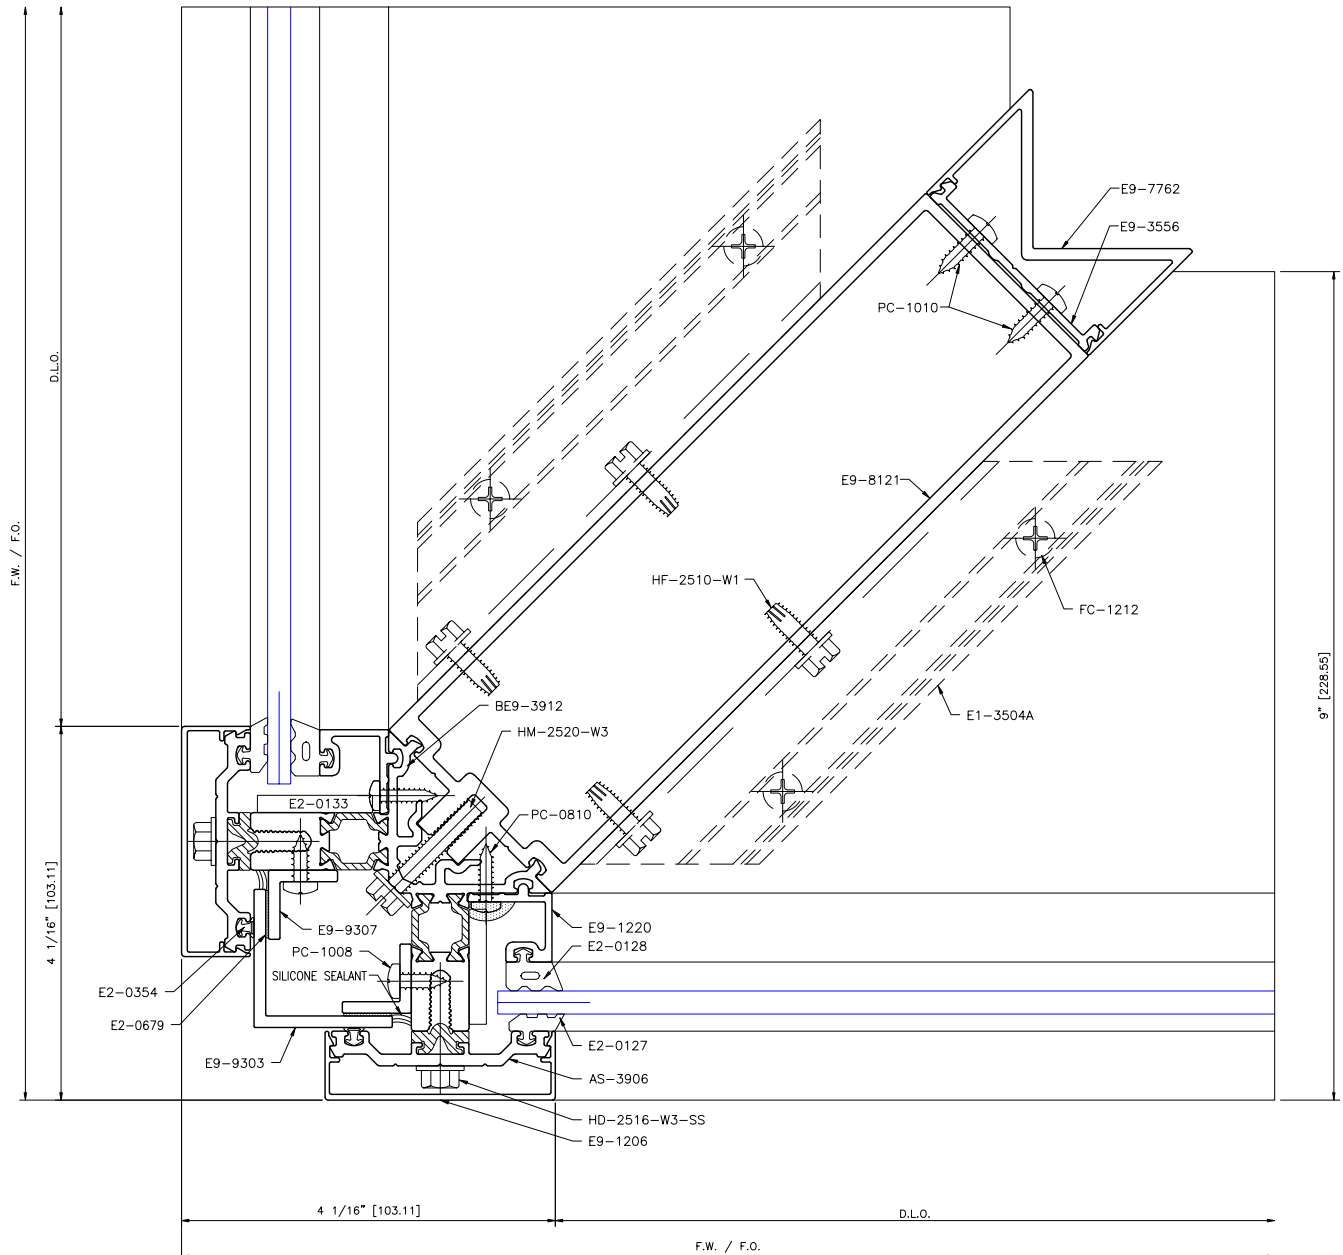 E9-7762
E9-3556
PC-1010
D.L.O.
E9-8121
F.W. / F.O.
HF-2510-W1
FC-1212
9" [228.55]
BE9-3912
E1-3504A
HM-2520-W3
E2-0133
PC-0810
4 1/16" [103.11]
E9-9307
E9-1220
PC-1008
E2-0128
SILICONE SEALANT
E2-0354
E2-0679
E2-0127
E9-9303
AS-3906
HD-2516-W3-SS
E9-1206
4 1/16" [103.11]
D.L.O.
F.W. / F.O.